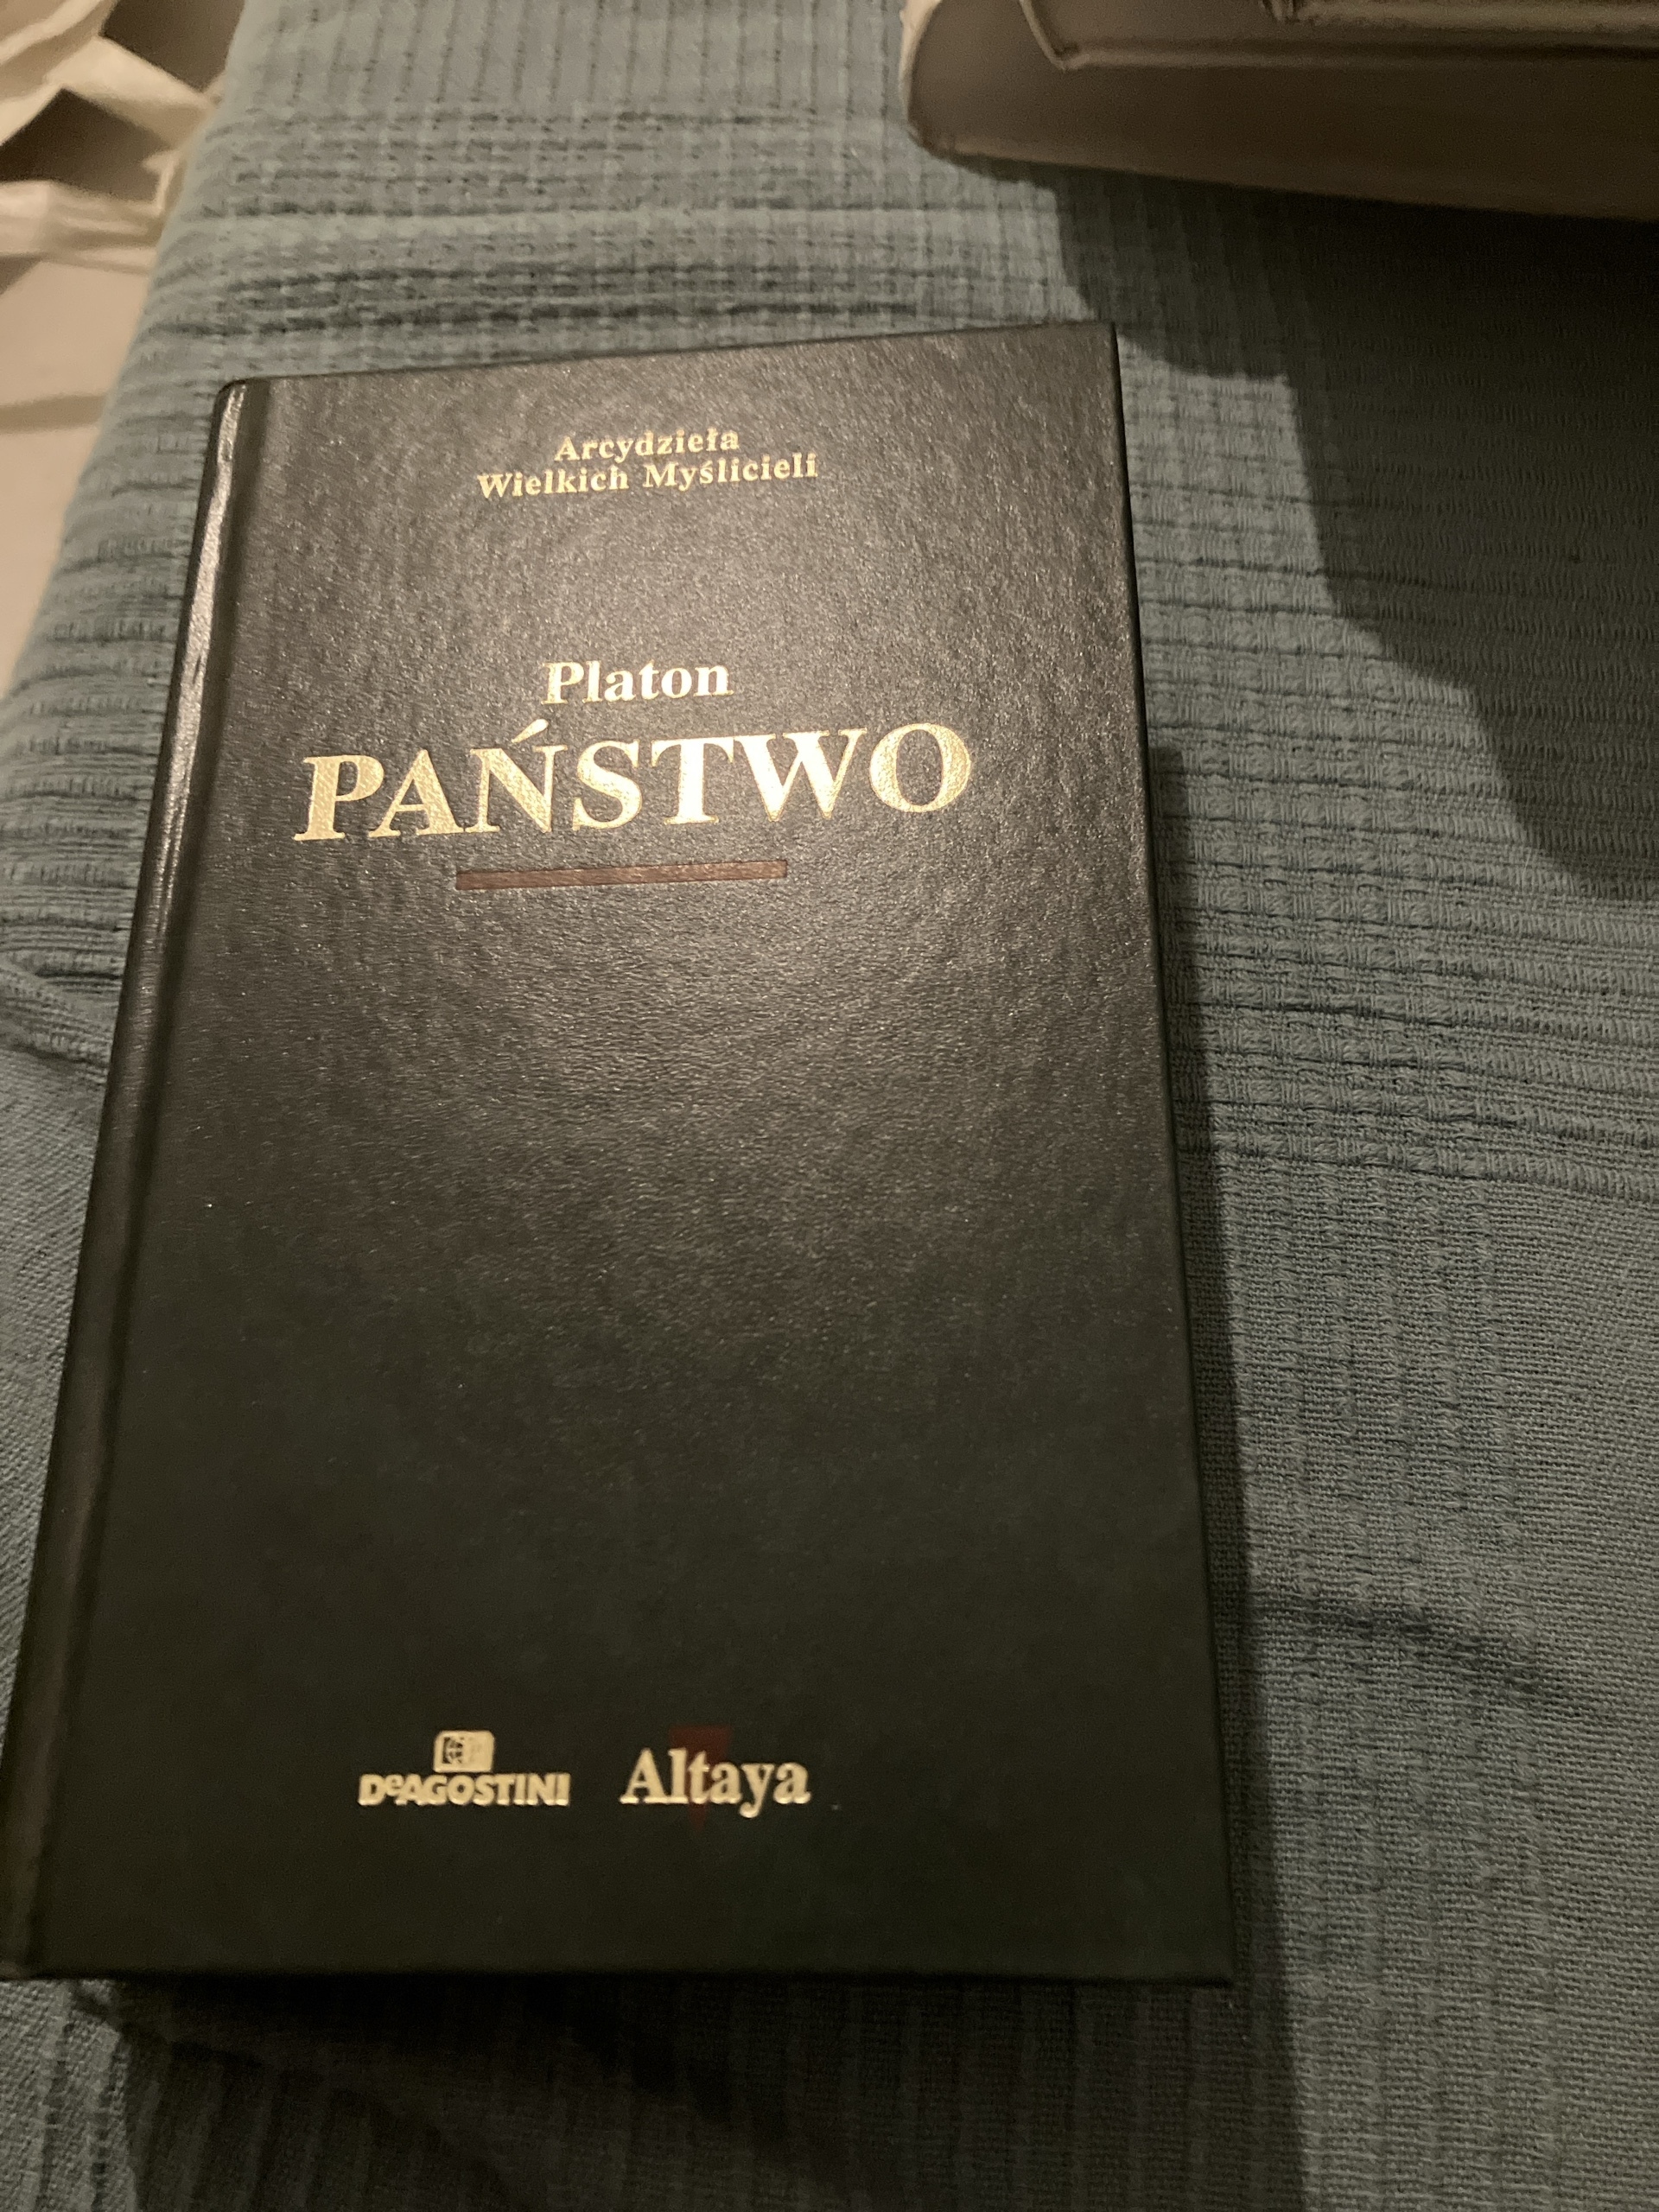 Arcydzieła
Wielkich Myślicieli
Platon
PAŃSTWO
DeAGOSTINI
Altaya